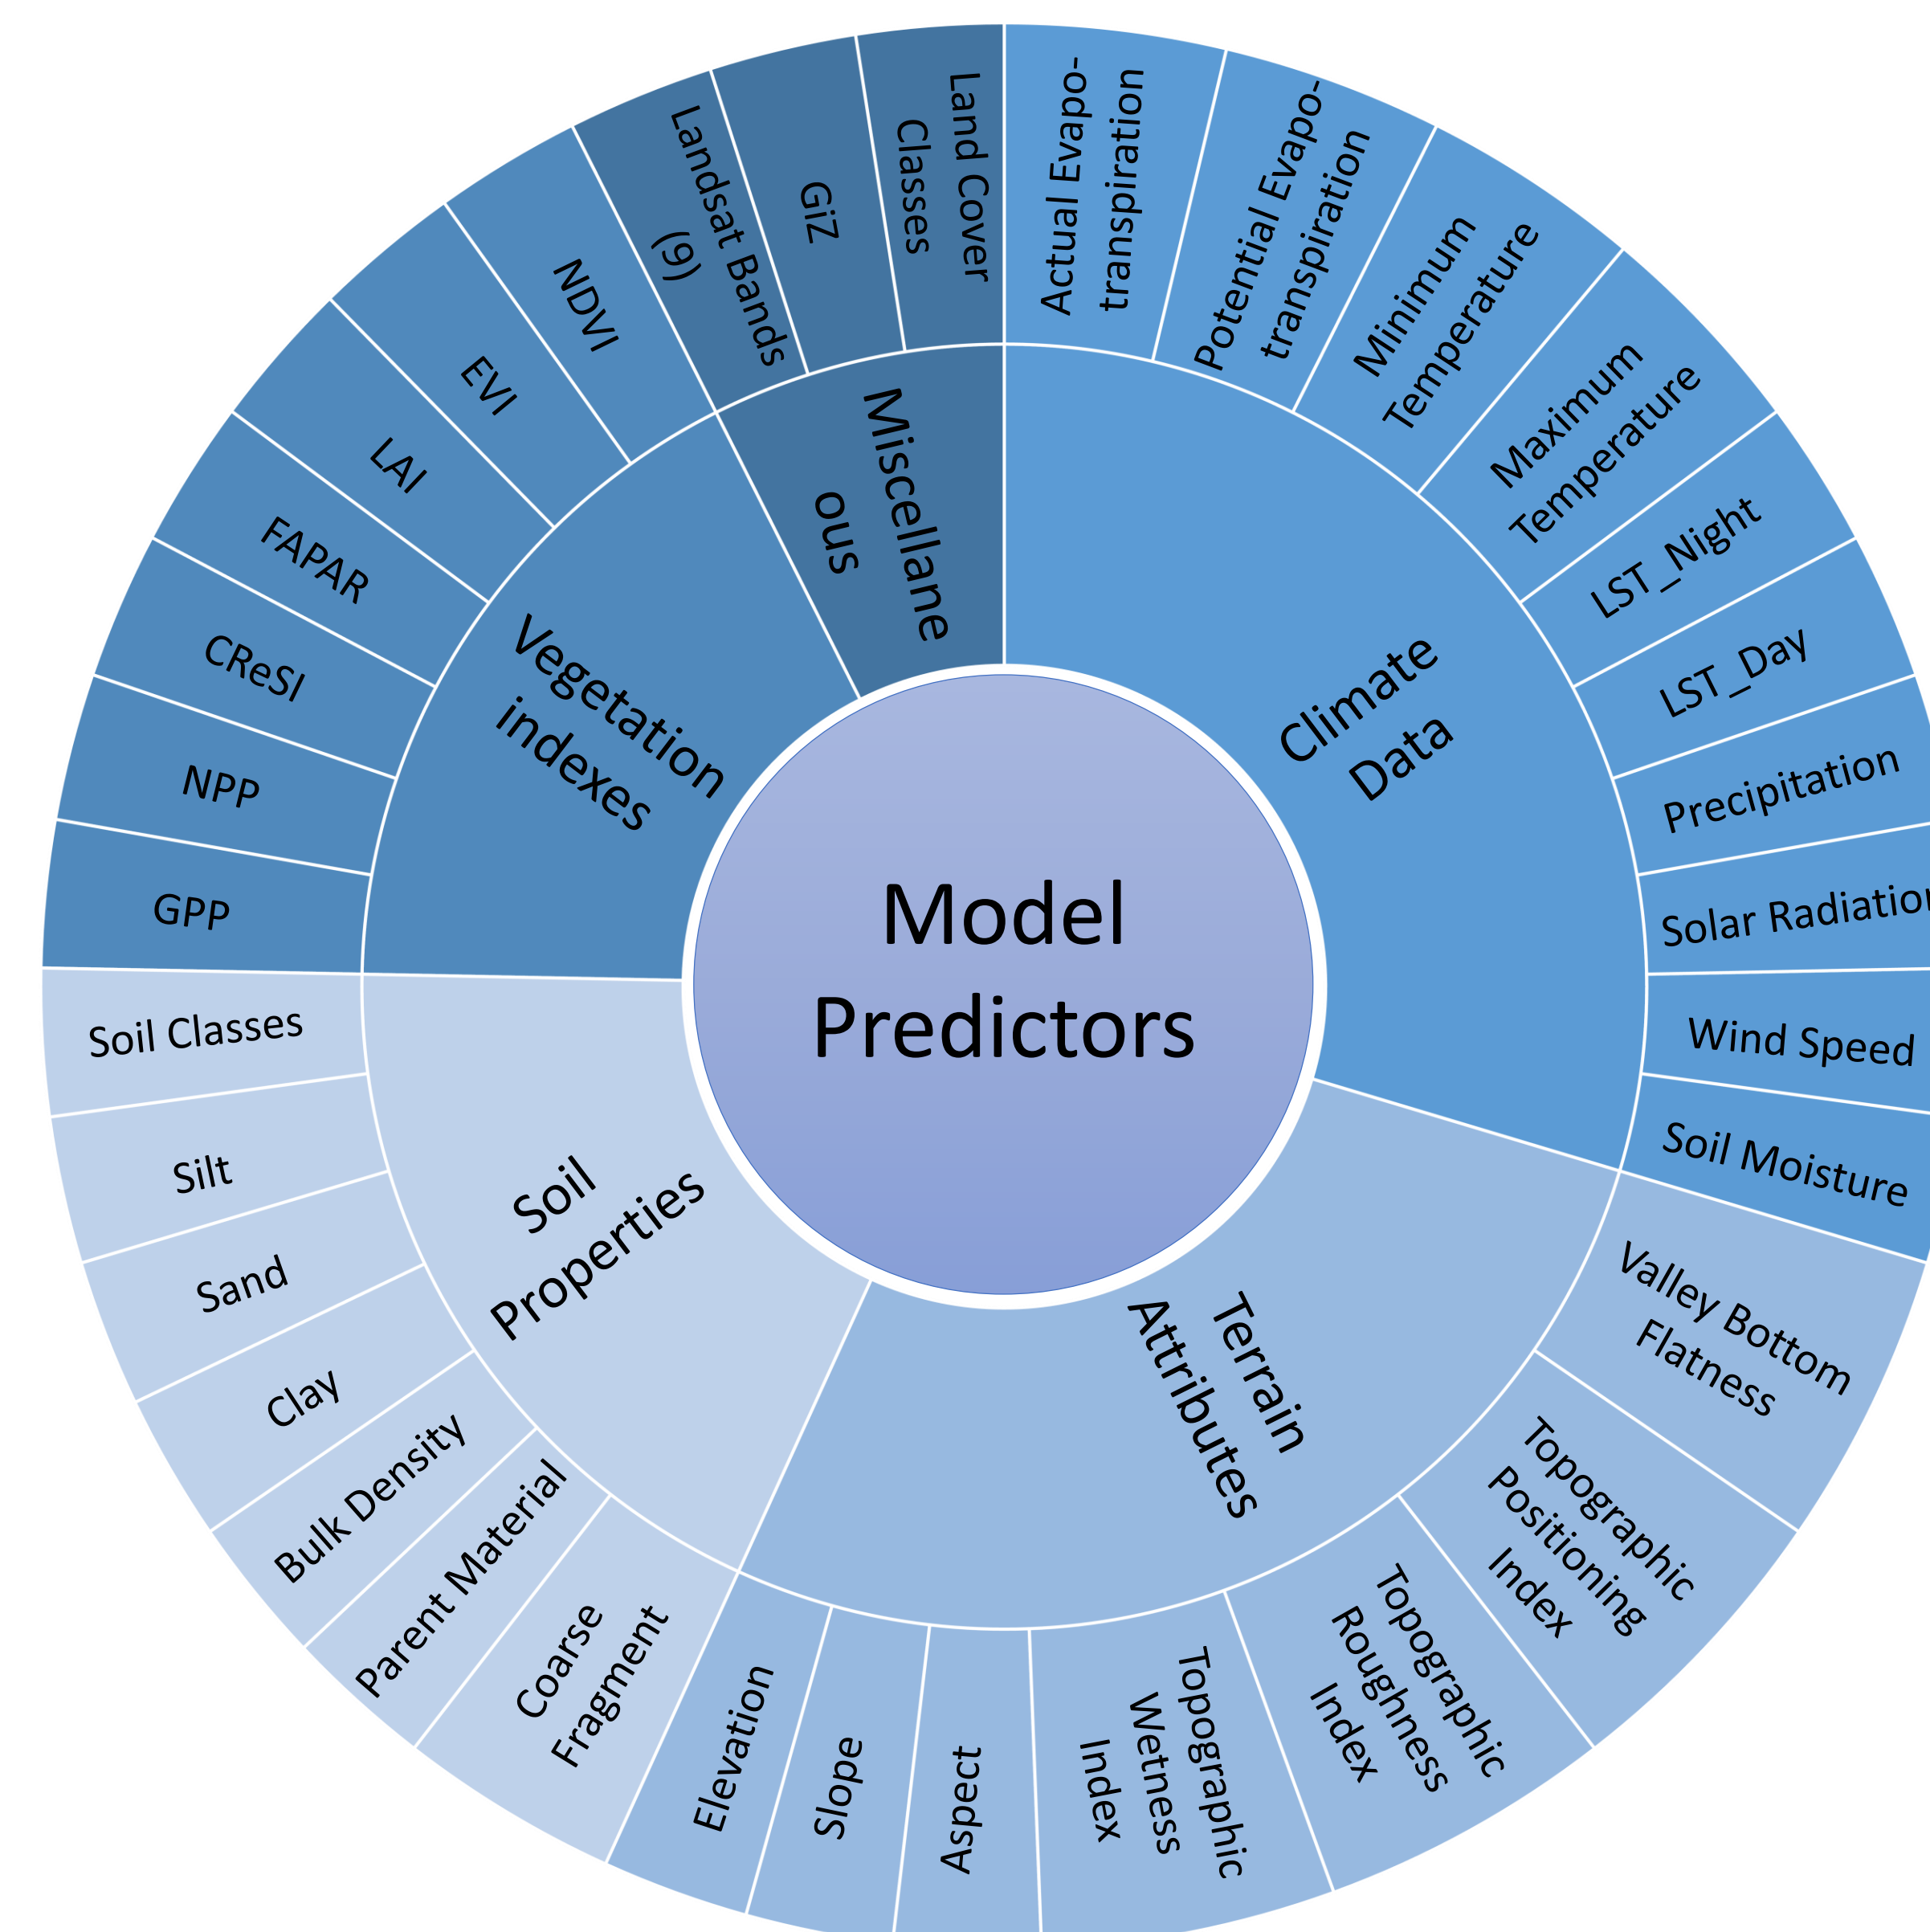 Model
Predictors
Climate
Data
Actual Evapo-
transpiration
Potential Evapo-
transpiration
Minimum
Temperature
Maximum
Temperature
LST_Night
LST_Day
Precipitation
Solar Radiation
Wind Speed
Soil Moisture
Terrain
Attributes
Valley Bottom
Flatness
Topographic
Positioning
Index
Topographic
Roughness
Index
Topographic
Wetness
Index
Aspect
Slope
Elevation
Soil
Properties
Coarse
Fragment
Parent Material
Bulk Density
Clay
Sand
Silt
Soil Classes
Vegetation
indexes
GPP
NPP
CReSI
FAPAR
LAI
EVI
NDVI
Miscellane
ous
Landsat Bands
(9)
GiZ
Land Cover
Classes